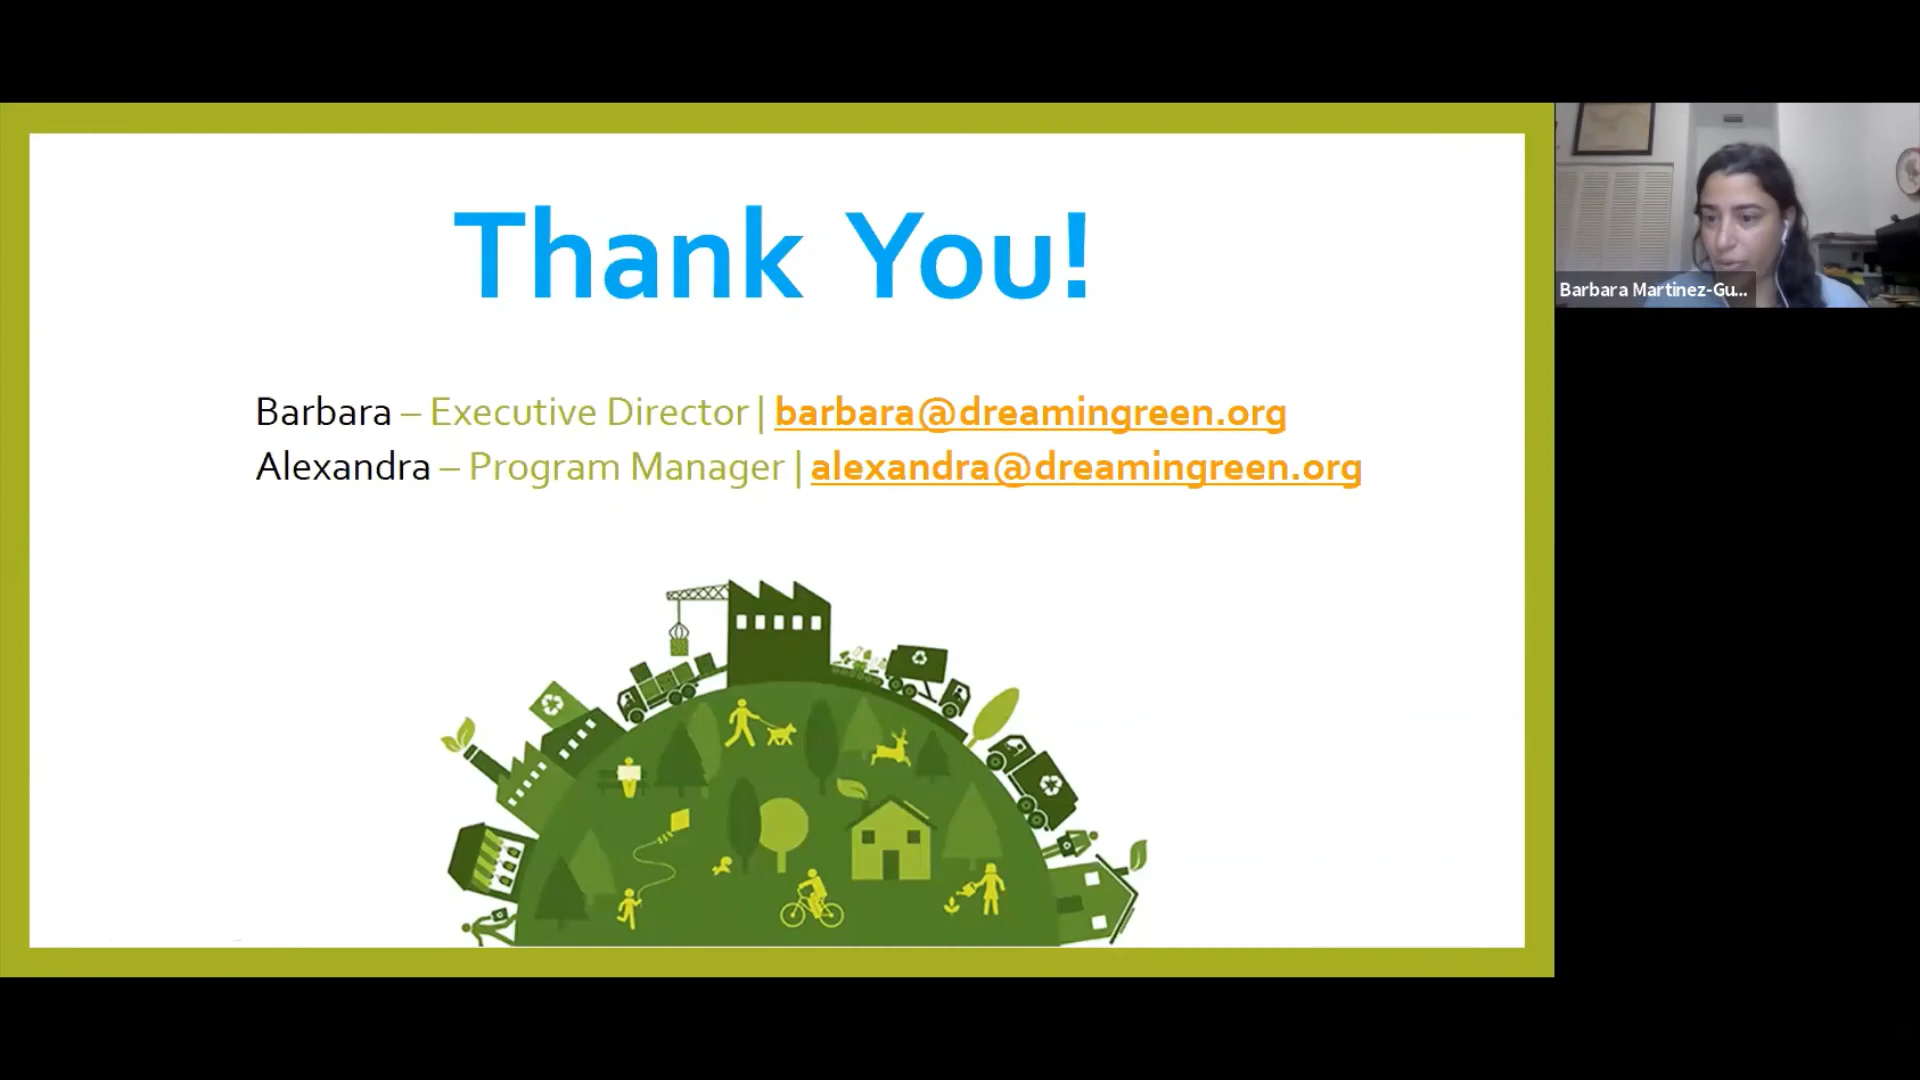 Thank You!
Barbara – Executive Director | barbara@dreamingreen.org
Alexandra – Program Manager | alexandra@dreamingreen.org
Barbara Martinez-Gu...